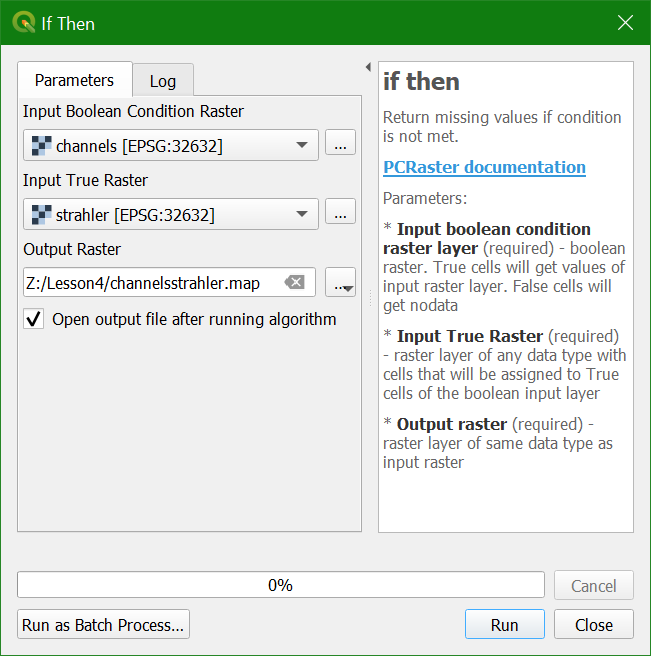 If Then
Parameters
Log
Input Boolean Condition Raster
channels [EPSG:32632]
...
Input True Raster
strahler [EPSG:32632]
...
Output Raster
Z:/Lesson4/channelsstrahler.map
...
Open output file after running algorithm
if then
Return missing values if condition
is not met.
PCRaster documentation
Parameters:
* Input boolean condition
raster layer (required) - boolean
raster. True cells will get values of
input raster layer. False cells will
get nodata
* Input True Raster (required)
- raster layer of any data type with
cells that will be assigned to True
cells of the boolean input layer
* Output raster (required) -
raster layer of same data type as
input raster
0%
Cancel
Run as Batch Process...
Run
Close